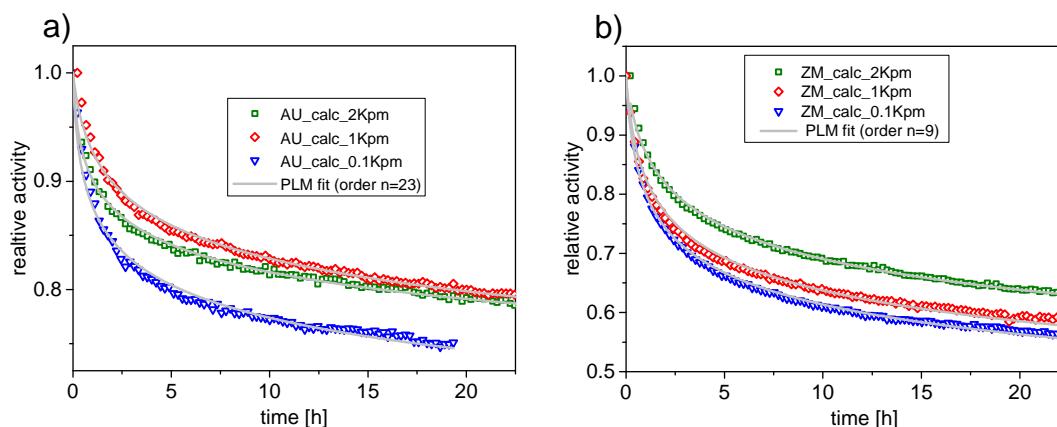 a)
1.0
0.9
0.8
realtive activity
0
5
10
15
20
time [h]
AU_calc_2Kpm
AU_calc_1Kpm
AU_calc_0.1Kpm
PLM fit (order n=23)
b)
1.0
0.9
0.8
0.7
0.6
0.5
relative activity
0
5
10
15
20
time [h]
ZM_calc_2Kpm
ZM_calc_1Kpm
ZM_calc_0.1Kpm
PLM fit (order n=9)